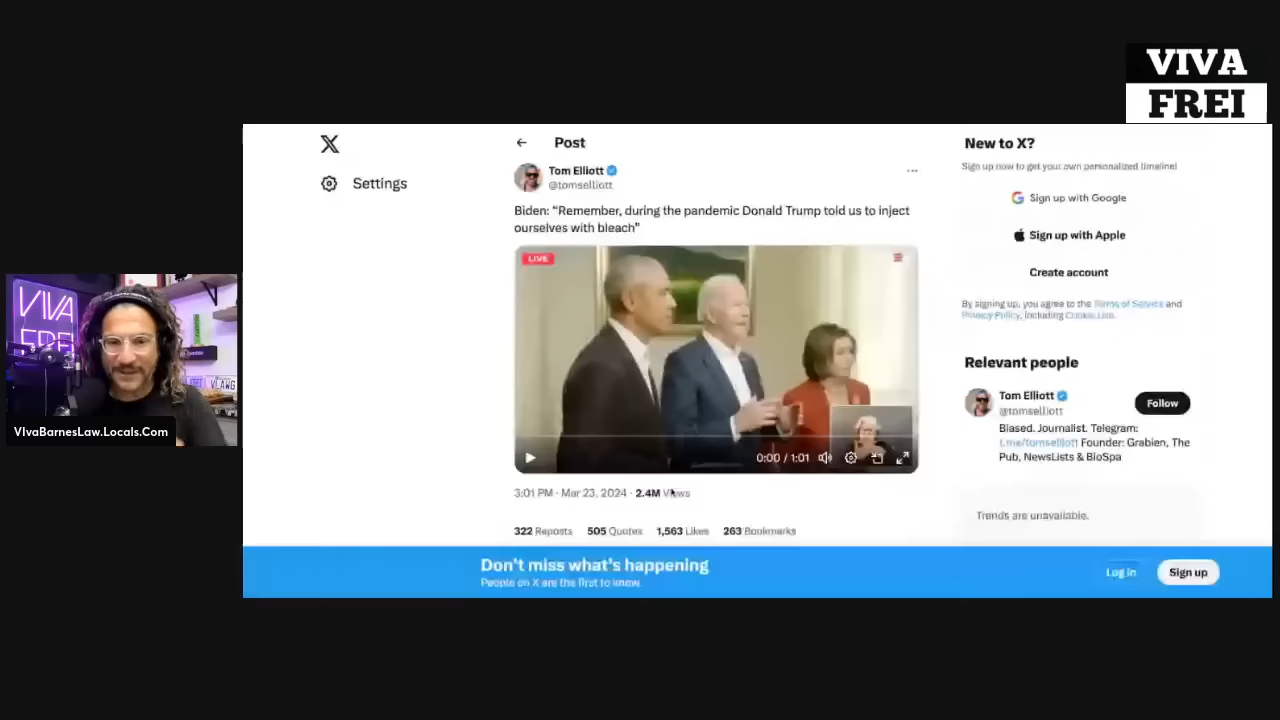 VIVA
FREI
Post
Settings
Tom Elliott
@tomselliott
Biden: “Remember, during the pandemic Donald Trump told us to inject
ourselves with bleach”
LIVE
0:00 / 1:01
3:01 PM · Mar 23, 2024 · 2.4M Views
322 Reposts 505 Quotes 1,563 Likes 263 Bookmarks
New to X?
Sign up now to get your own personalized timeline!
Sign up with Google
Sign up with Apple
Create account
By signing up, you agree to the Terms of Service and
Privacy Policy, including Cookie Use.
Relevant people
Tom Elliott
@tomselliott
Follow
Biased. Journalist. Telegram:
t.me/tomselliott Founder: Grabien, The
Pub, NewsLists & BioSpa
Trends are unavailable.
Don’t miss what’s happening
People on X are the first to know.
Log in
Sign up
VIVA
FREI
VLAWG
VIvaBarnesLaw.Locals.Com